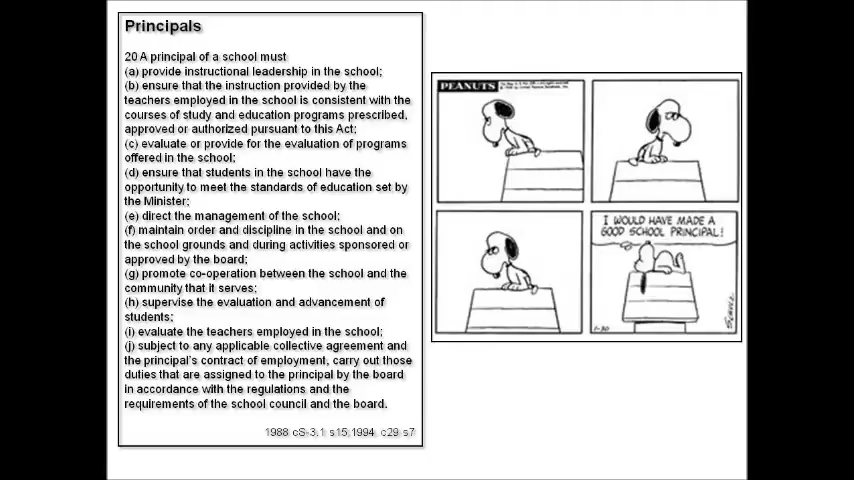 Principals
20 A principal of a school must
(a) provide instructional leadership in the school;
(b) ensure that the instruction provided by the
teachers employed in the school is consistent with the
courses of study and education programs prescribed,
approved or authorized pursuant to this Act;
(c) evaluate or provide for the evaluation of programs
offered in the school;
(d) ensure that students in the school have the
opportunity to meet the standards of education set by
the Minister;
(e) direct the management of the school;
(f) maintain order and discipline in the school and on
the school grounds and during activities sponsored or
approved by the board;
(g) promote co-operation between the school and the
community that it serves;
(h) supervise the evaluation and advancement of
students;
(i) evaluate the teachers employed in the school;
(j) subject to any applicable collective agreement and
the principal's contract of employment, carry out those
duties that are assigned to the principal by the board
in accordance with the regulations and the
requirements of the school council and the board.
1988 cS-3.1 s15;1994 c29 s7
PEANUTS
I WOULD HAVE MADE A
GOOD SCHOOL PRINCIPAL!
1-30
SCHULZ